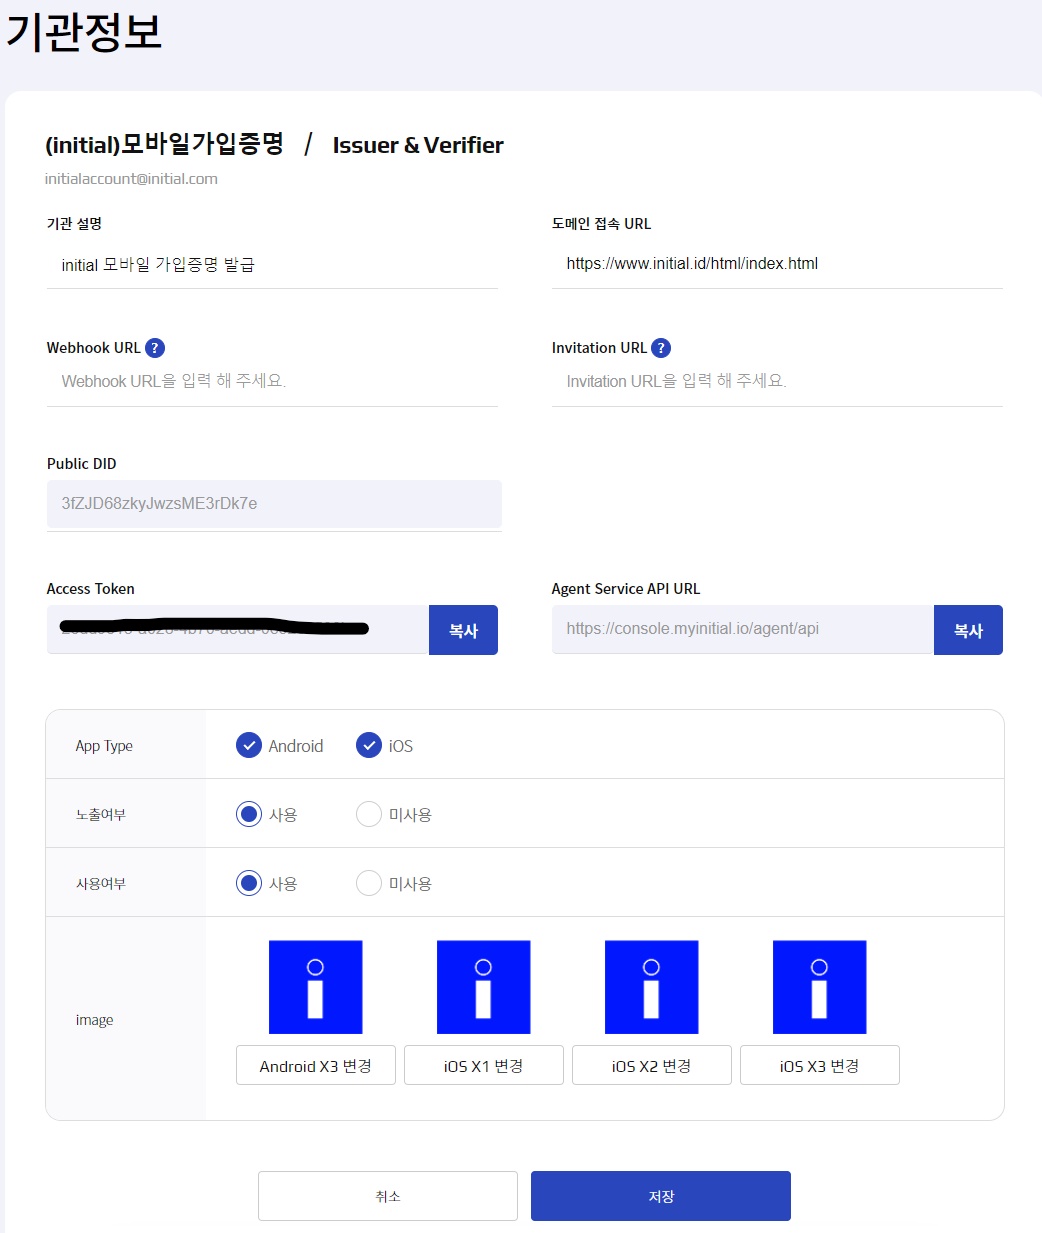 기관정보
(initial)모바일가입증명 / Issuer & Verifier
initialaccount@initial.com
기관 설명
도메인 접속 URL
initial 모바일 가입증명 발급
https://www.initial.id/html/index.html
Webhook URL ?
Invitation URL ?
Webhook URL을 입력 해 주세요.
Invitation URL을 입력 해 주세요.
Public DID
3fZJD68zkyJwzsME3rDk7e
Access Token
Agent Service API URL
복사
https://console.myinitial.io/agent/api
복사
App Type
Android
iOS
노출여부
사용
미사용
사용여부
사용
미사용
image
Android X3 변경
iOS X1 변경
iOS X2 변경
iOS X3 변경
취소
저장